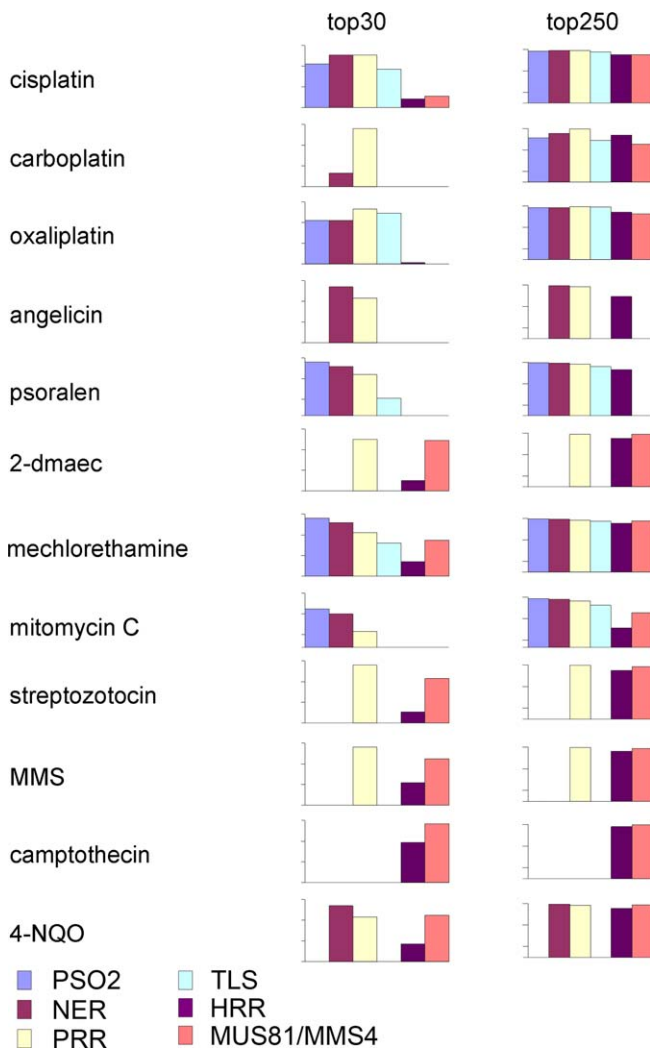 top30 top250
cisplatin
carboplatin
oxaliplatin
angelicin
psoralen
2-dmaec
mechlorethamine
mitomycin C
streptozotocin
MMS
camptothecin
4-NQO
PSO2 TLS
NER HRR
PRR MUS81/MMS4